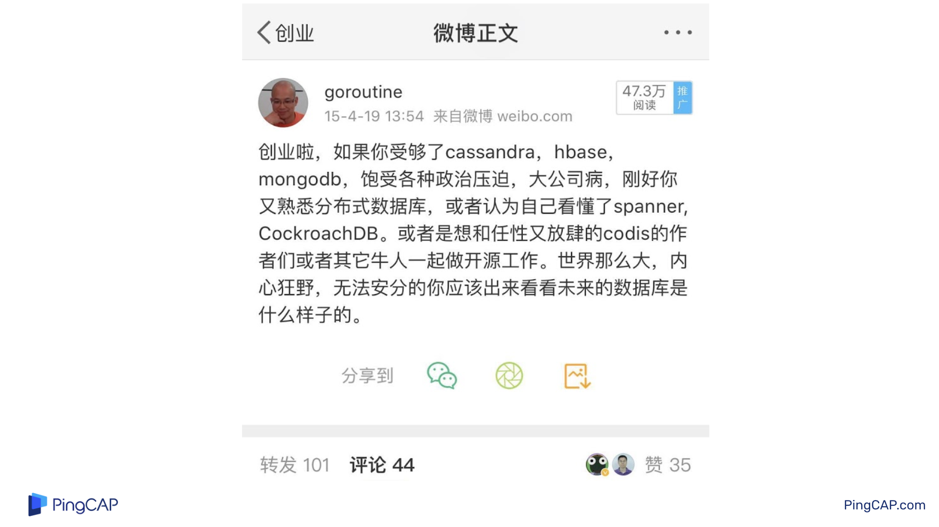 创业
微博正文
goroutine
15-4-19 13:54 来自微博 weibo.com
47.3万
阅读
推广
创业啦，如果你受够了cassandra，hbase，
mongodb，饱受各种政治压迫，大公司病，刚好你
又熟悉分布式数据库，或者认为自己看懂了spanner,
CockroachDB。或者是想和任性又放肆的codis的作
者们或者其它牛人一起做开源工作。世界那么大，内
心狂野，无法安分的你应该出来看看未来的数据库是
什么样子的。
分享到
转发 101 评论 44 赞 35
PingCAP
PingCAP.com